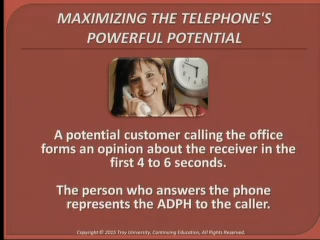 MAXIMIZING THE TELEPHONE'S
POWERFUL POTENTIAL
A potential customer calling the office
forms an opinion about the receiver in the
first 4 to 6 seconds.
The person who answers the phone
represents the ADPH to the caller.
Copyright © 2015 Troy University, Continuing Education, All Rights Reserved.